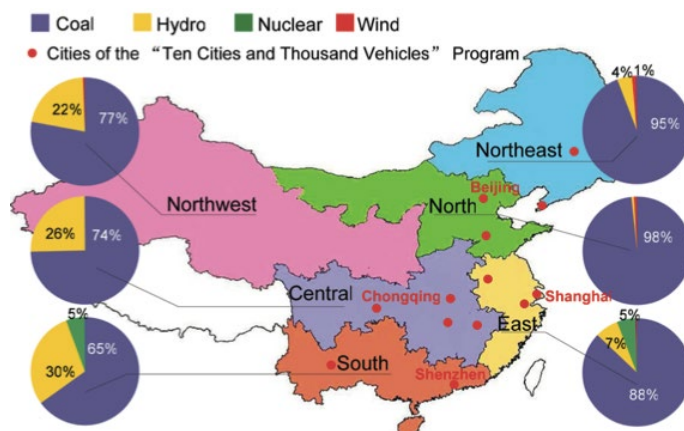 Coal Hydro Nuclear Wind
Cities of the “Ten Cities and Thousand Vehicles” Program
4% 1%
22% 77%
95%
Northeast
Beijing
Northwest
North
26% 74%
98%
Central
Chongqing
Shanghai
5%
5%
East
65%
7%
South
30%
Shenzhen
88%